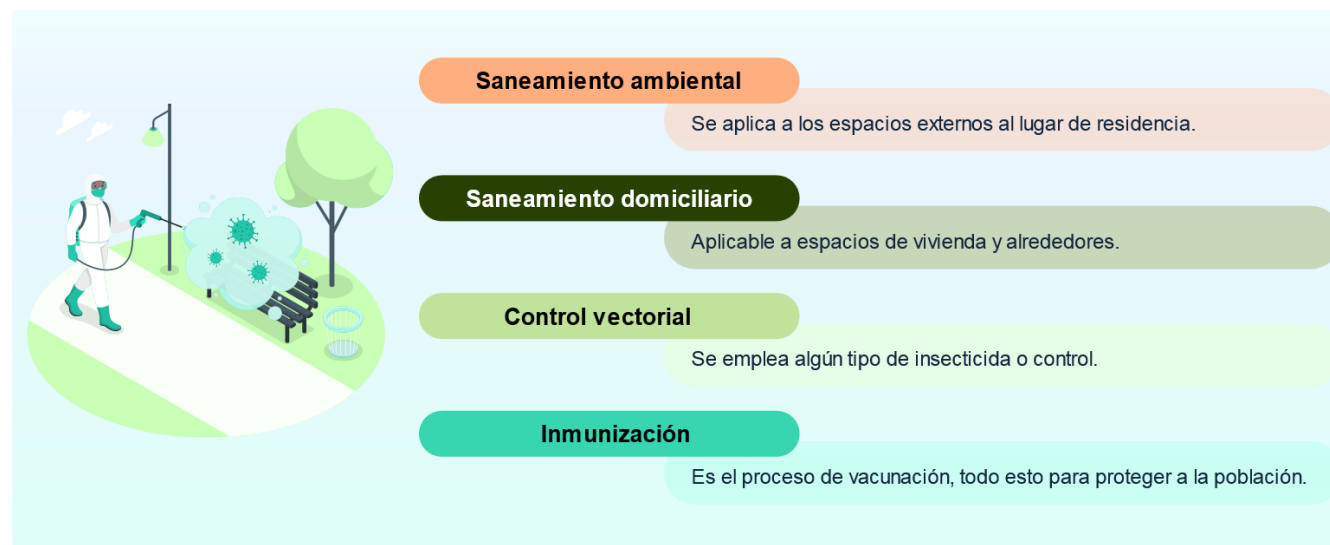 Saneamiento ambiental
Se aplica a los espacios externos al lugar de residencia.
Saneamiento domiciliario
Aplicable a espacios de vivienda y alrededores.
Control vectorial
Se emplea algún tipo de insecticida o control.
Inmunización
Es el proceso de vacunación, todo esto para proteger a la población.